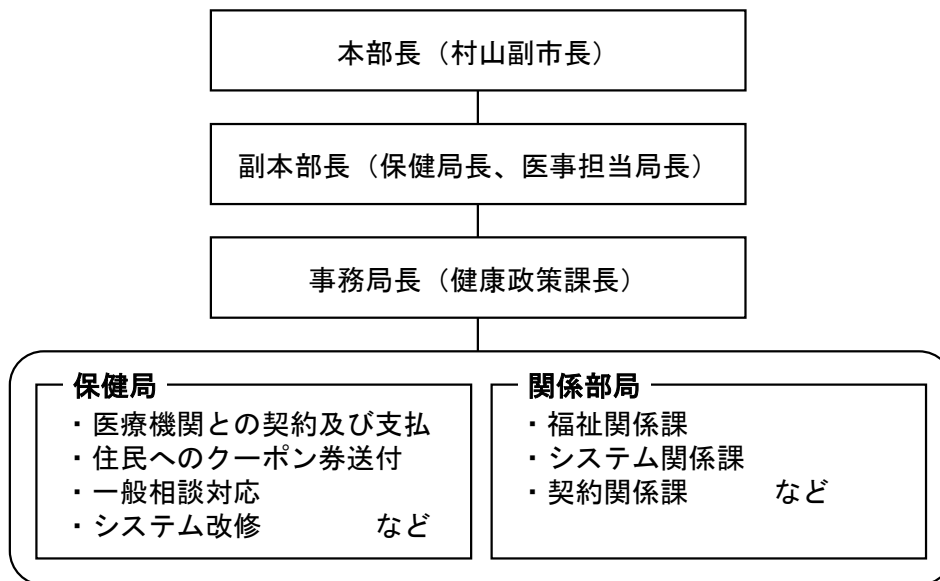 本部長（村山副市長）
副本部長（保健局長、医事担当局長）
事務局長（健康政策課長）
保健局
・医療機関との契約及び支払
・住民へのクーポン券送付
・一般相談対応
・システム改修　　　など
関係部局
・福祉関係課
・システム関係課
・契約関係課　　など